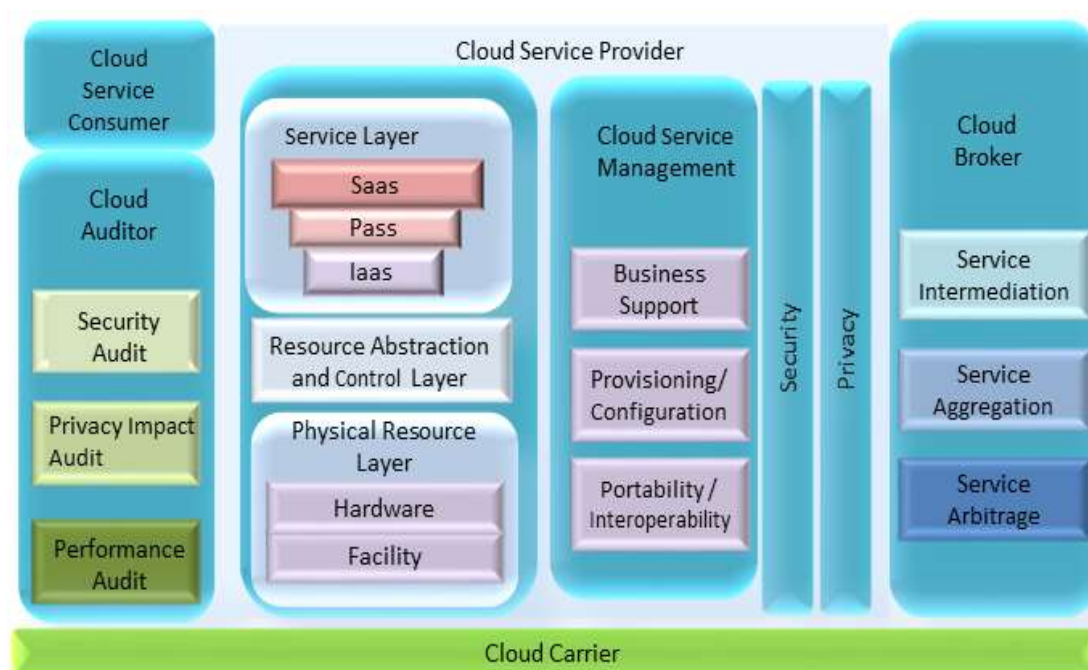 Cloud
Service
Consumer
Cloud
Auditor
Security
Audit
Privacy Impact
Audit
Performance
Audit
Cloud Service Provider
Service Layer
Saas
Pass
Iaas
Resource Abstraction
and Control Layer
Physical Resource
Layer
Hardware
Facility
Cloud Service
Management
Business
Support
Provisioning/
Configuration
Portability /
Interoperability
Security
Privacy
Cloud
Broker
Service
Intermediation
Service
Aggregation
Service
Arbitrage
Cloud Carrier